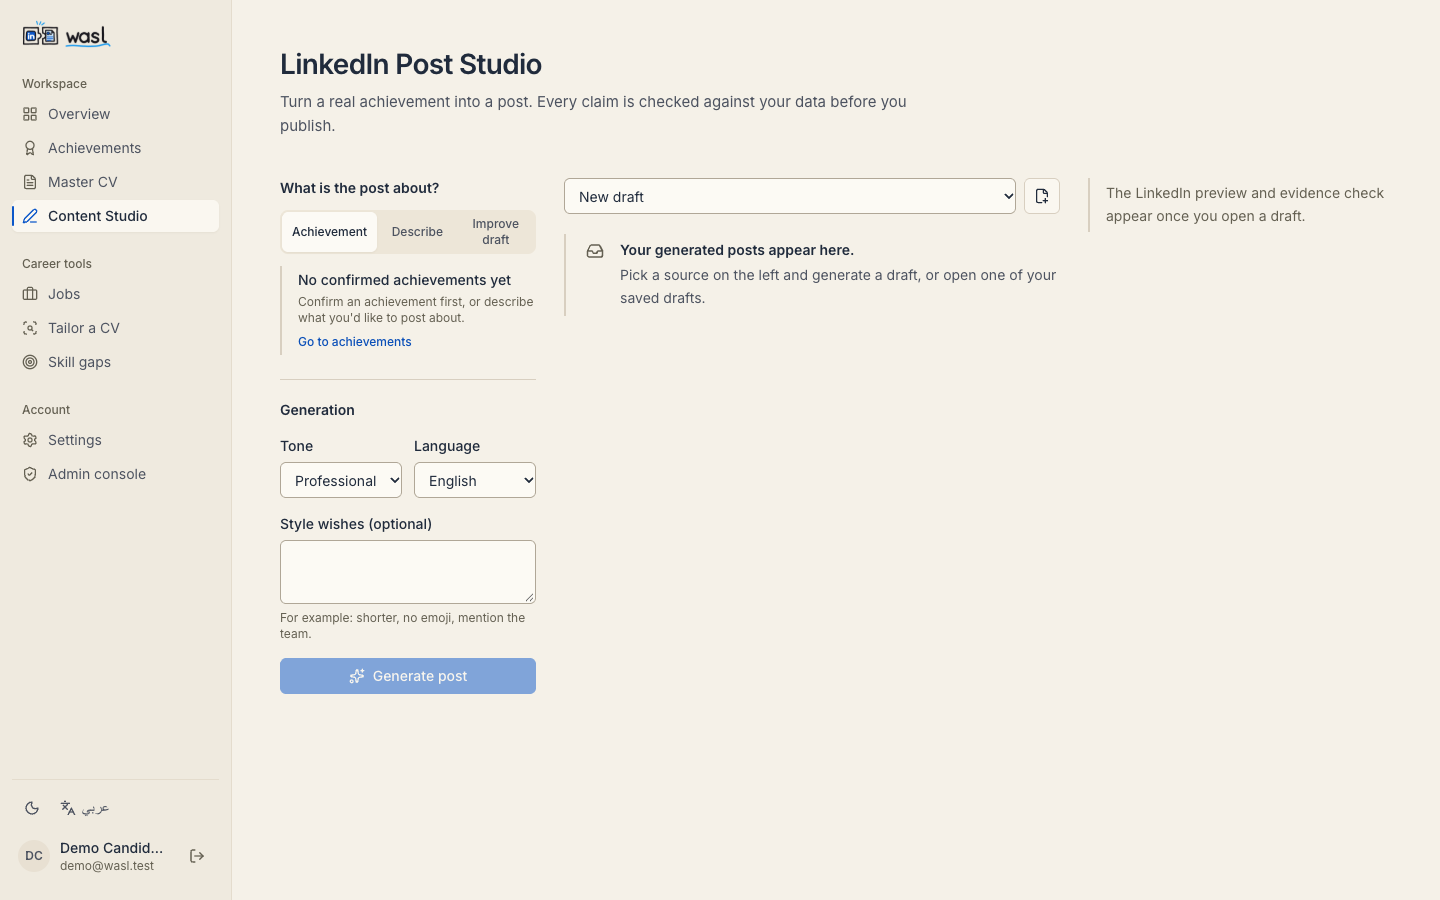 in wasl
Workspace
Overview
Achievements
Master CV
Content Studio
Career tools
Jobs
Tailor a CV
Skill gaps
Account
Settings
Admin console
عربي
DC
Demo Candid...
demo@wasl.test
LinkedIn Post Studio
Turn a real achievement into a post. Every claim is checked against your data before you
publish.
What is the post about?
Achievement
Describe
Improve
draft
No confirmed achievements yet
Confirm an achievement first, or describe
what you'd like to post about.
Go to achievements
Generation
Tone
Language
Professional
English
Style wishes (optional)
For example: shorter, no emoji, mention the
team.
Generate post
New draft
Your generated posts appear here.
Pick a source on the left and generate a draft, or open one of your
saved drafts.
The LinkedIn preview and evidence check
appear once you open a draft.